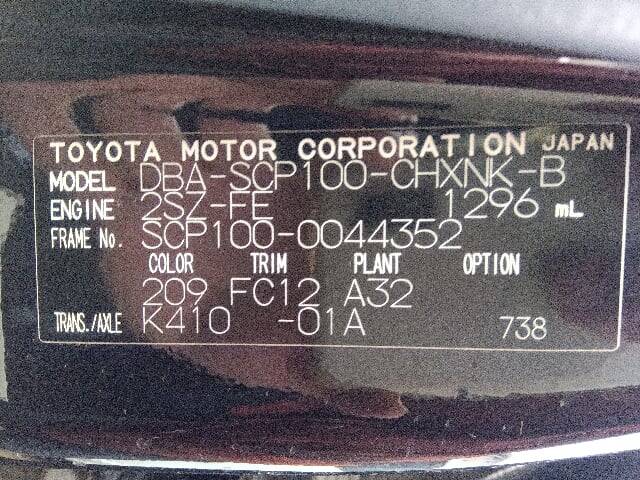 TOYOTA MOTOR CORPORATION JAPAN
MODEL DBA-SCP100-CHXNK-B
ENGINE 2SZ-FE 1296 mL
FRAME No. SCP100-0044352
COLOR TRIM PLANT OPTION
209 FC12 A32
TRANS./AXLE K410 -01A 738